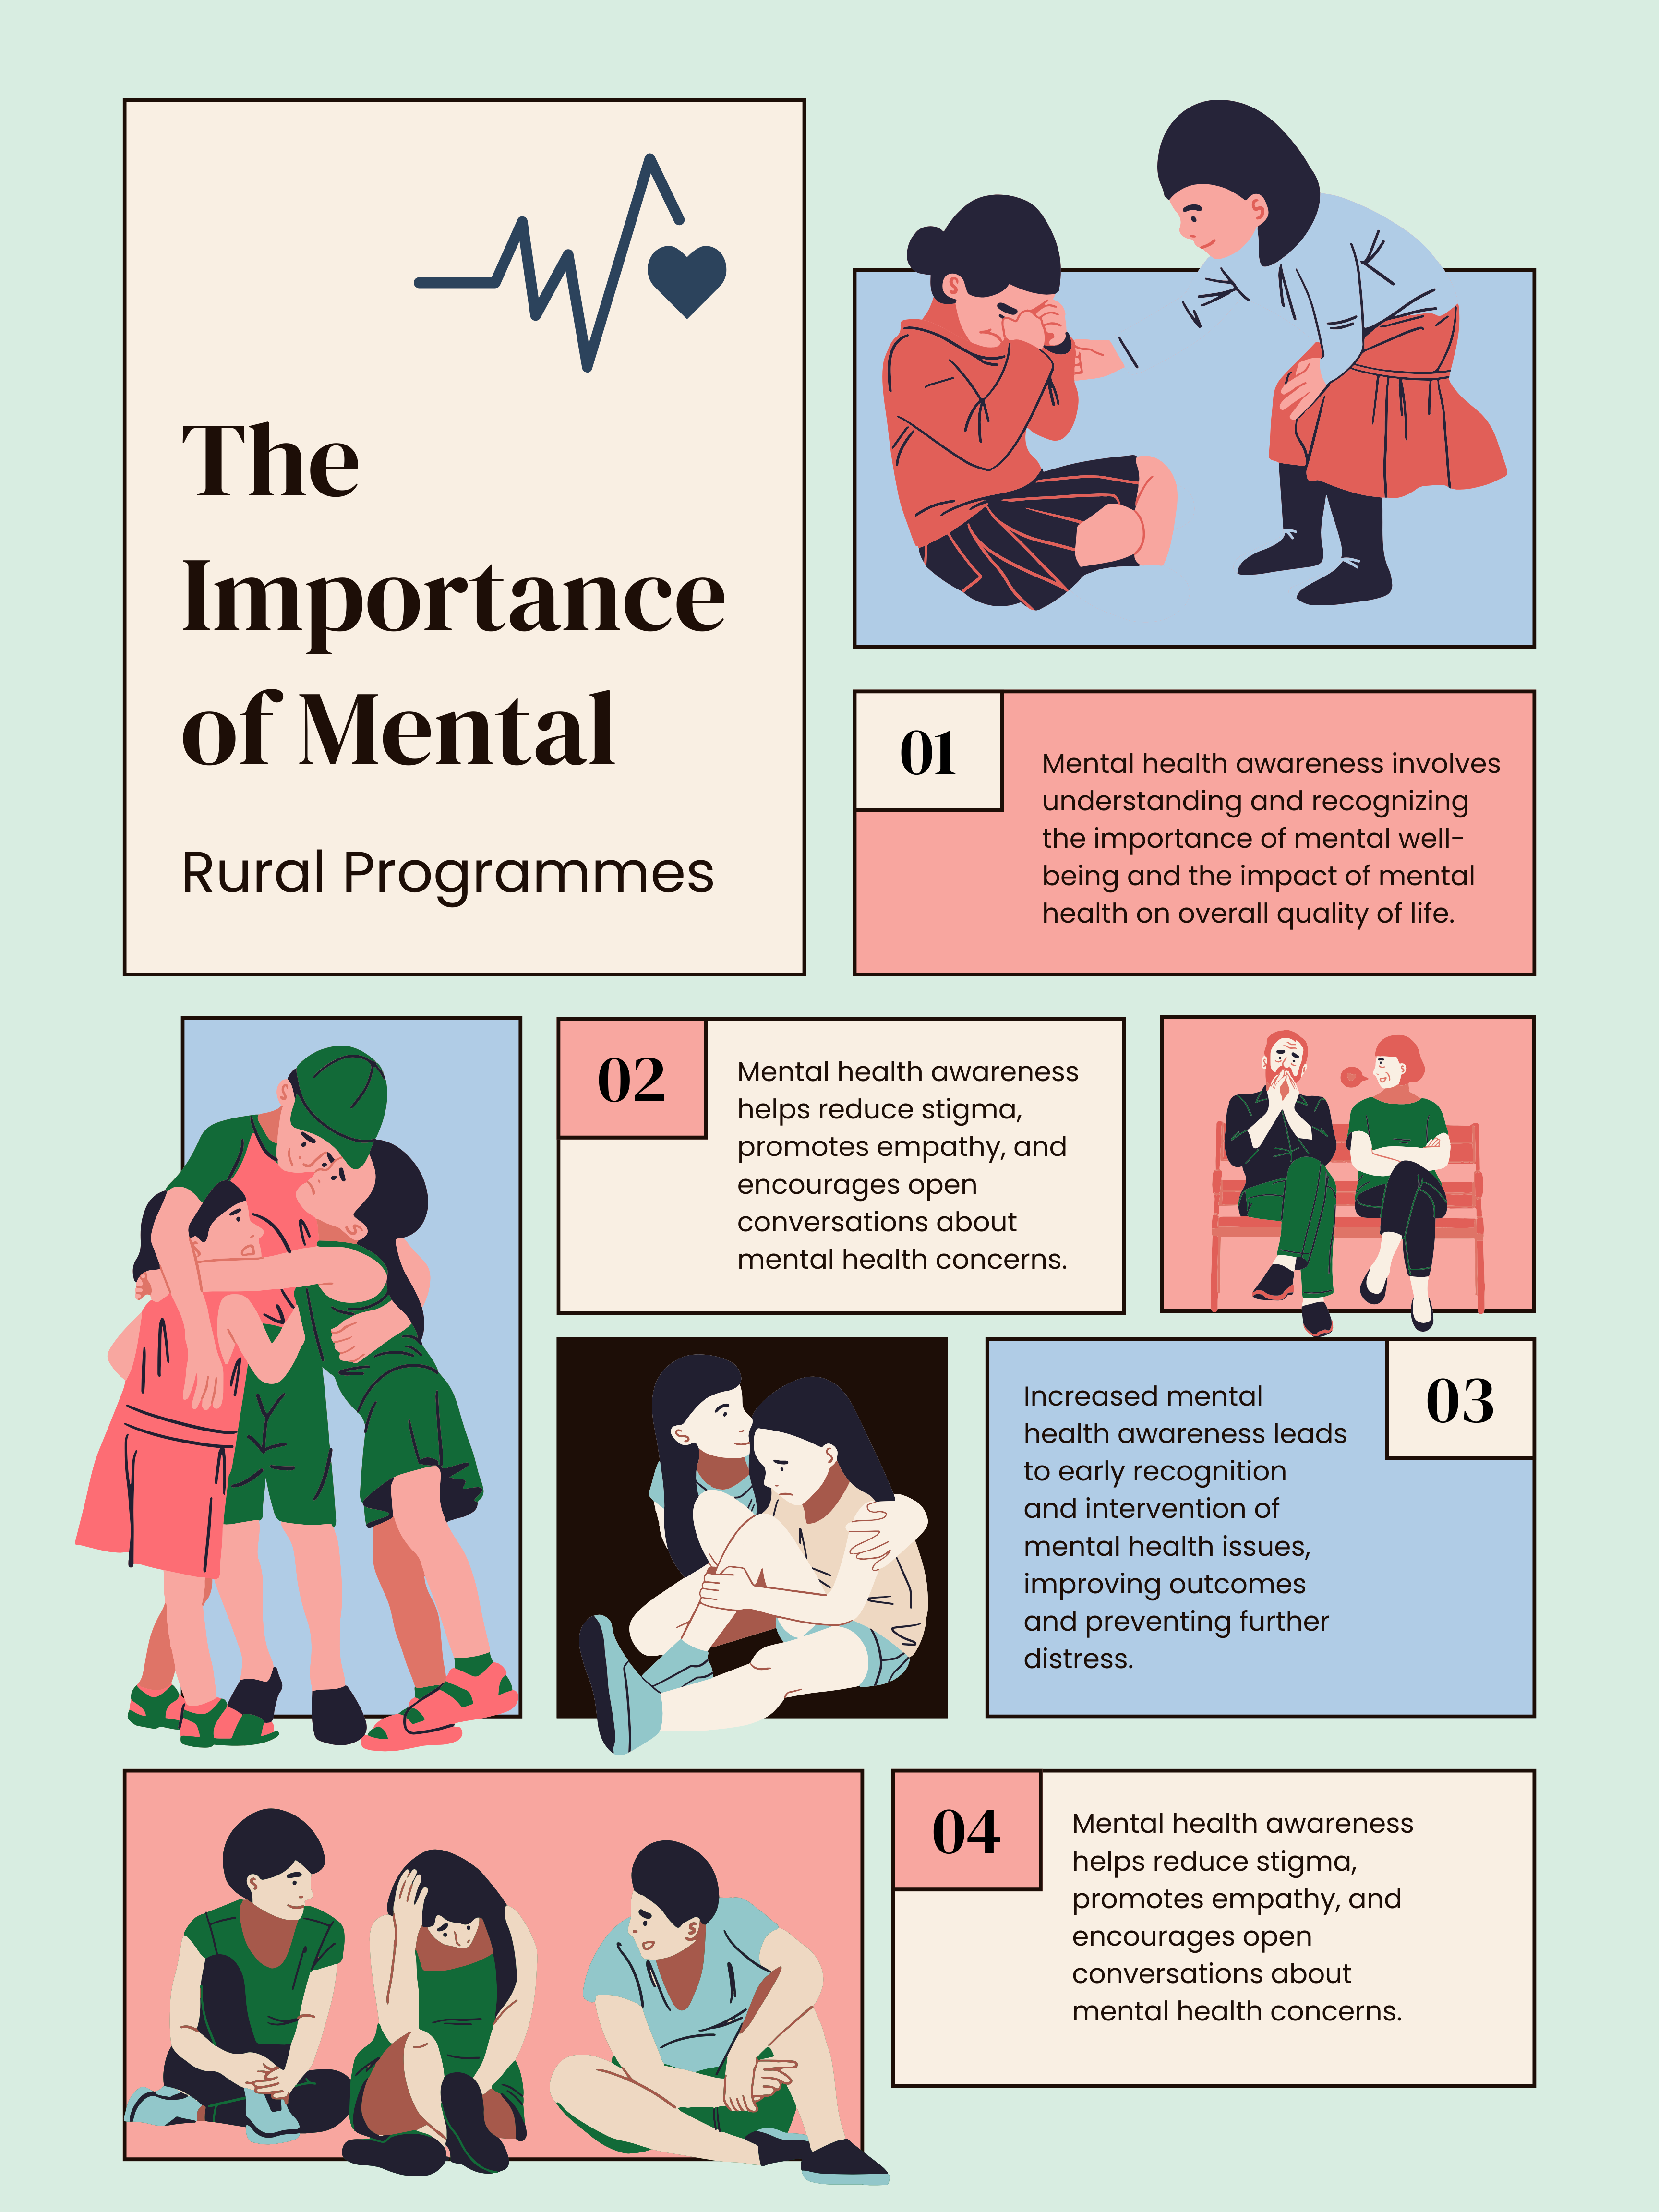 The
Importance
of Mental
Rural Programmes
01
Mental health awareness involves
understanding and recognizing
the importance of mental well-
being and the impact of mental
health on overall quality of life.
02
Mental health awareness
helps reduce stigma,
promotes empathy, and
encourages open
conversations about
mental health concerns.
03
Increased mental
health awareness leads
to early recognition
and intervention of
mental health issues,
improving outcomes
and preventing further
distress.
04
Mental health awareness
helps reduce stigma,
promotes empathy, and
encourages open
conversations about
mental health concerns.